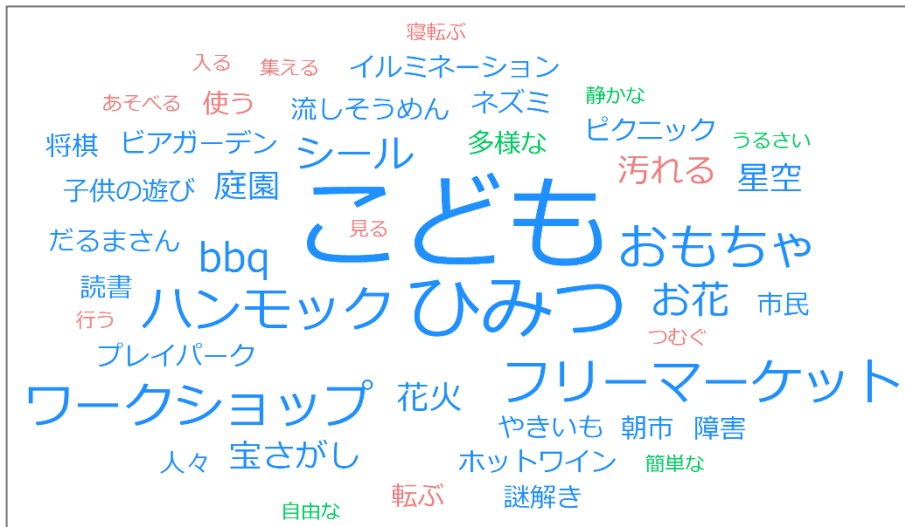 寝転ぶ
入る
集える
イルミネーション
あそべる
使う
流しそうめん
ネズミ
静かな
将棋
ビアガーデン
シール
多様な
ピクニック
うるさい
子供の遊び
庭園
こども
汚れる
星空
だるまさん
bbq
見る
おもちゃ
読書
ハンモック
ひみつ
お花
市民
行う
つむぐ
プレイパーク
ワークショップ
花火
フリーマーケット
やきいも
朝市
障害
人々
宝さがし
ホットワイン
簡単な
自由な
転ぶ
謎解き